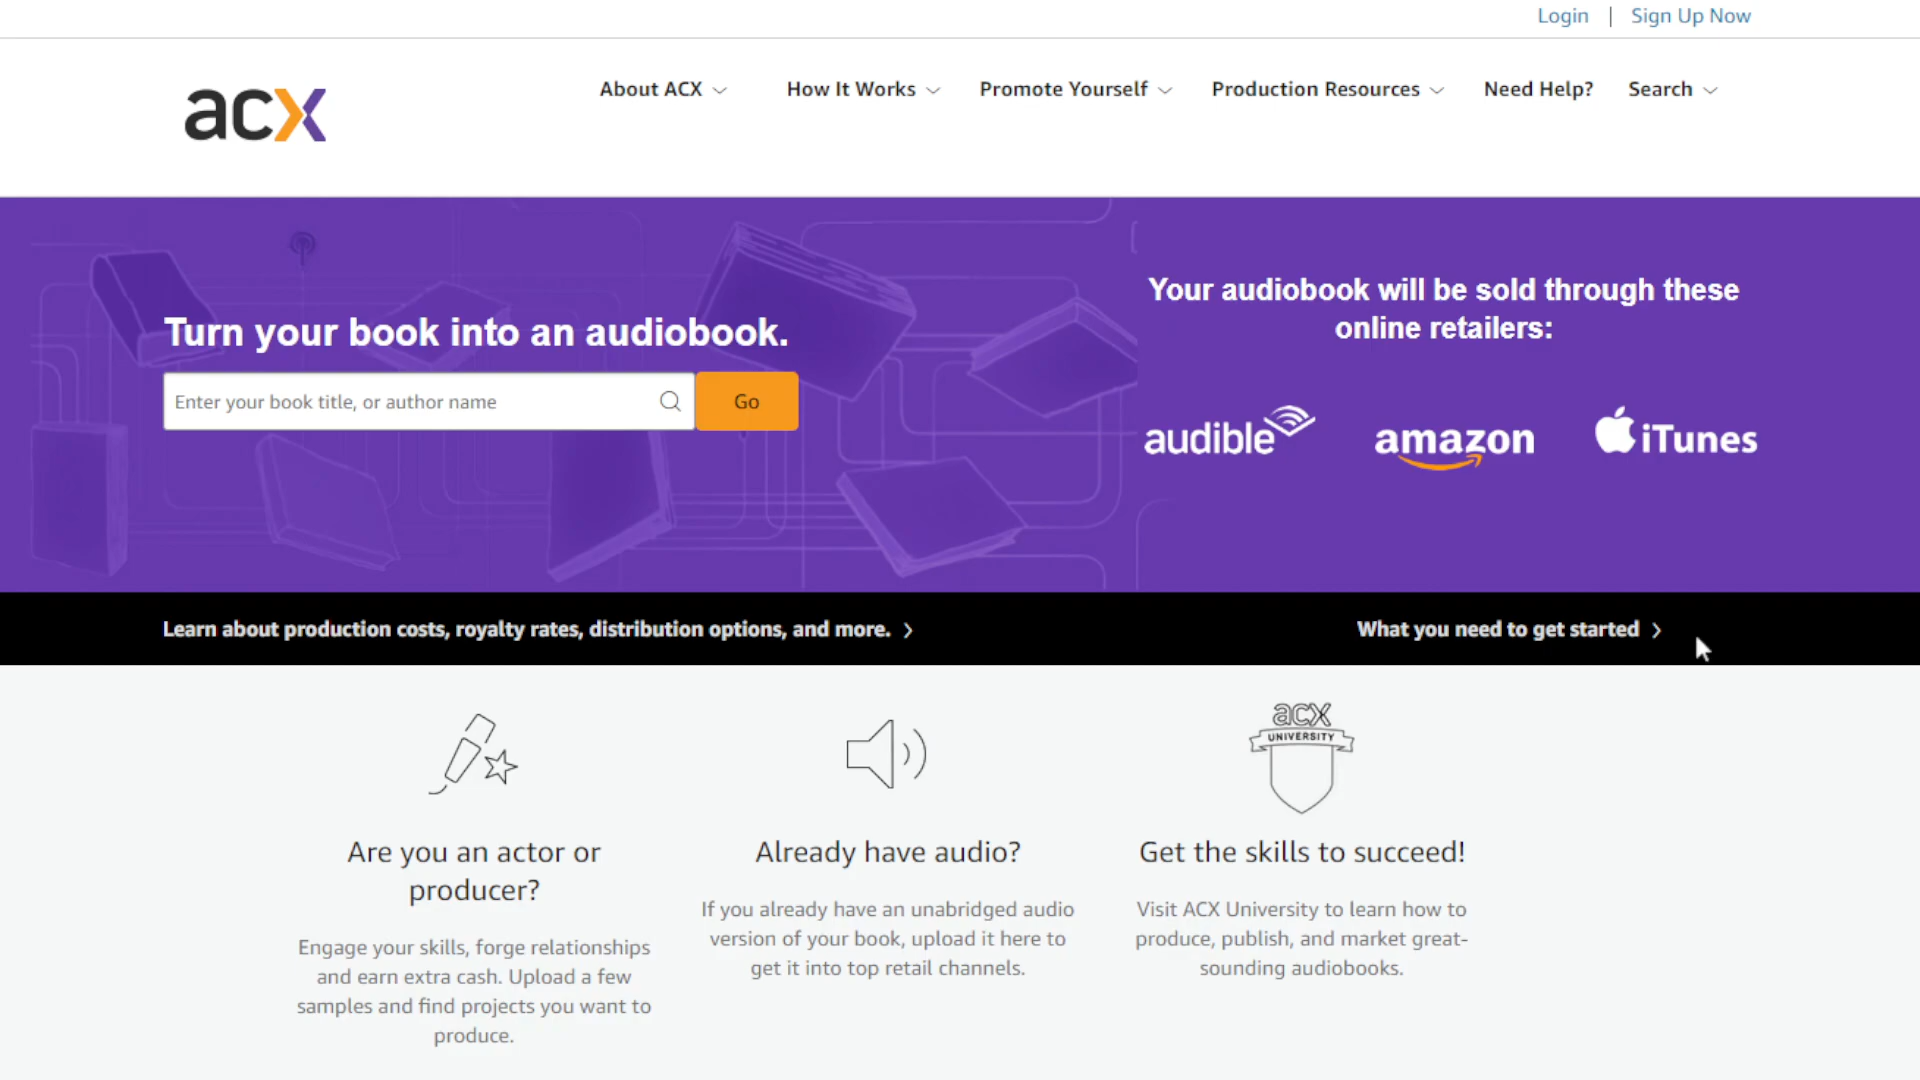 Login | Sign Up Now
acx
About ACX How It Works Promote Yourself Production Resources Need Help? Search
Turn your book into an audiobook.
Enter your book title, or author name Go
Your audiobook will be sold through these
online retailers:
audible amazon iTunes
Learn about production costs, royalty rates, distribution options, and more.
What you need to get started
acx
UNIVERSITY
Are you an actor or
producer?
Engage your skills, forge relationships
and earn extra cash. Upload a few
samples and find projects you want to
produce.
Already have audio?
If you already have an unabridged audio
version of your book, upload it here to
get it into top retail channels.
Get the skills to succeed!
Visit ACX University to learn how to
produce, publish, and market great-
sounding audiobooks.